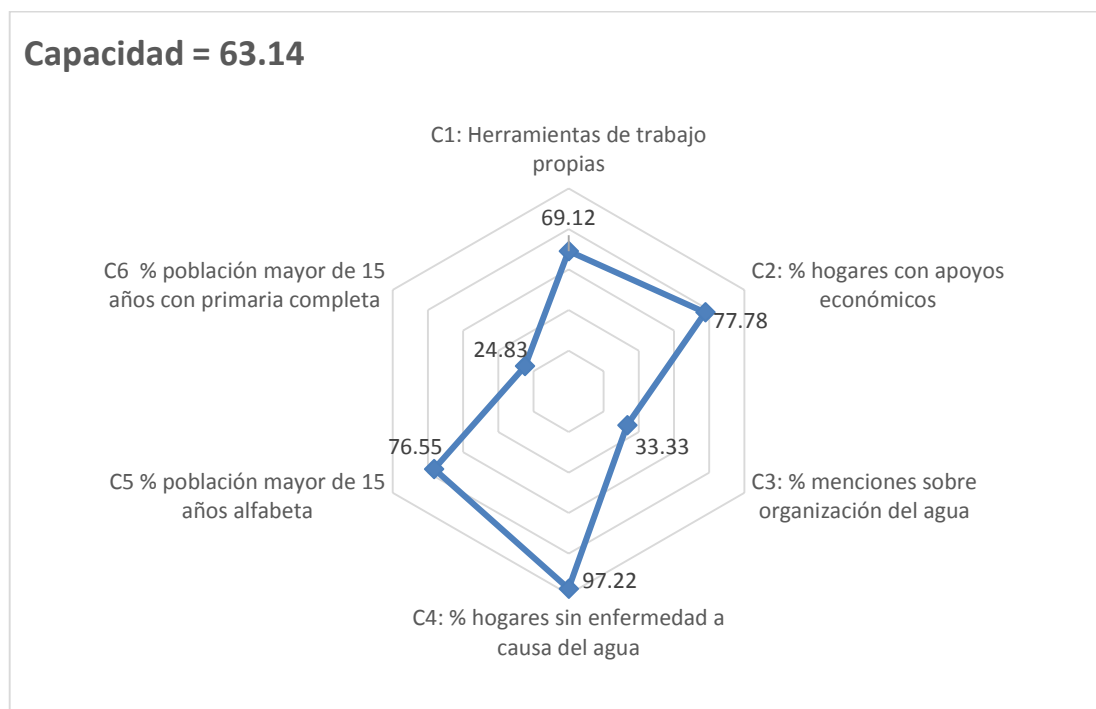 Capacidad = 63.14
C1: Herramientas de trabajo
propias
69.12
C6  % población mayor de 15
años con primaria completa
C2: % hogares con apoyos
económicos
77.78
24.83
76.55
33.33
C5 % población mayor de 15
años alfabeta
C3: % menciones sobre
organización del agua
97.22
C4: % hogares sin enfermedad a
causa del agua